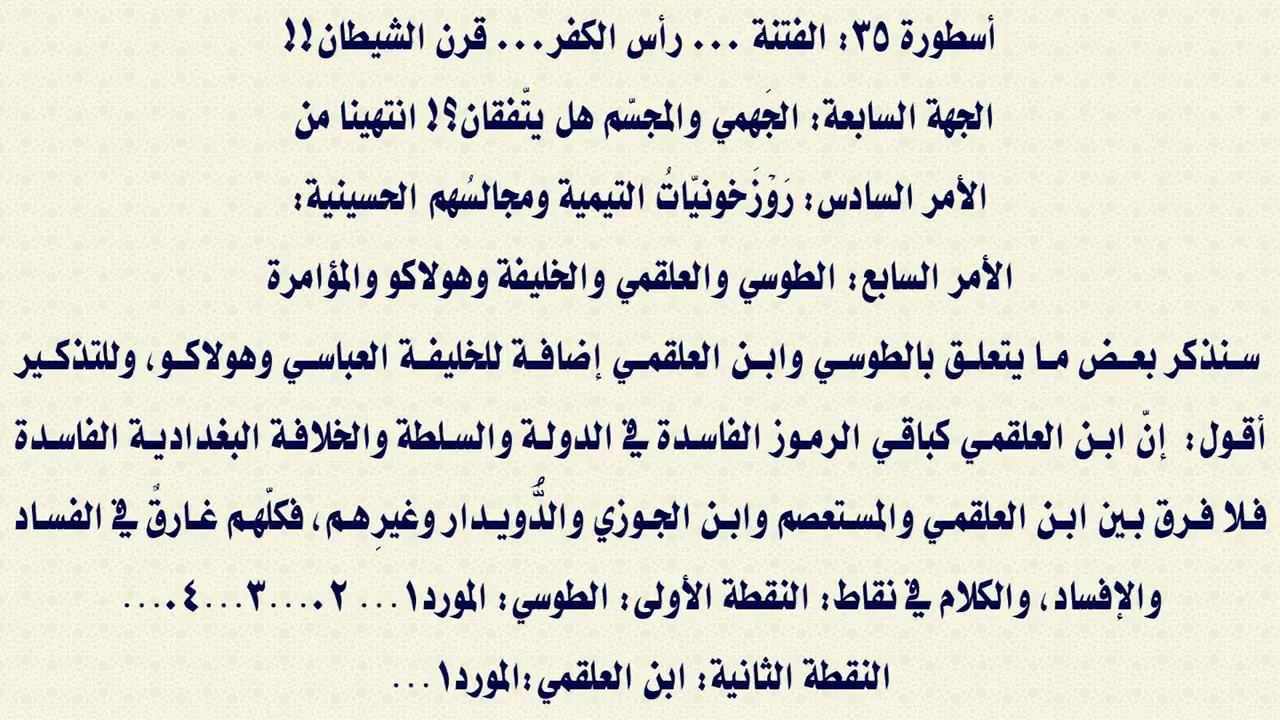 أسطورة ٣٥: الفتنة ... رأس الكفر... قرن الشيطان!!
الجهة السابعة: الجَهمي والمجسّم هل يتّفقان؟! انتهينا من
الأمر السادس: رَوْزَخونيّاتُ التيمية ومجالسُهم الحسينية:
الأمر السابع: الطوسي والعلقمي والخليفة وهولاكو والمؤامرة
سنذكر بعض ما يتعلق بالطوسي وابن العلقمي إضافة للخليفة العباسي وهولاكو، وللتذكير
أقول: إنّ ابن العلقمي كباقي الرموز الفاسدة في الدولة والسلطة والخلافة البغدادية الفاسدة
فلا فرق بين ابن العلقمي والمستعصم وابن الجوزي والدُّويدار وغيرِهم، فكلّهم غارقٌ في الفساد
والإفساد، والكلام في نقاط: النقطة الأولى: الطوسي: المورد١... ٢....٣...٤....
النقطة الثانية: ابن العلقمي:المورد١...